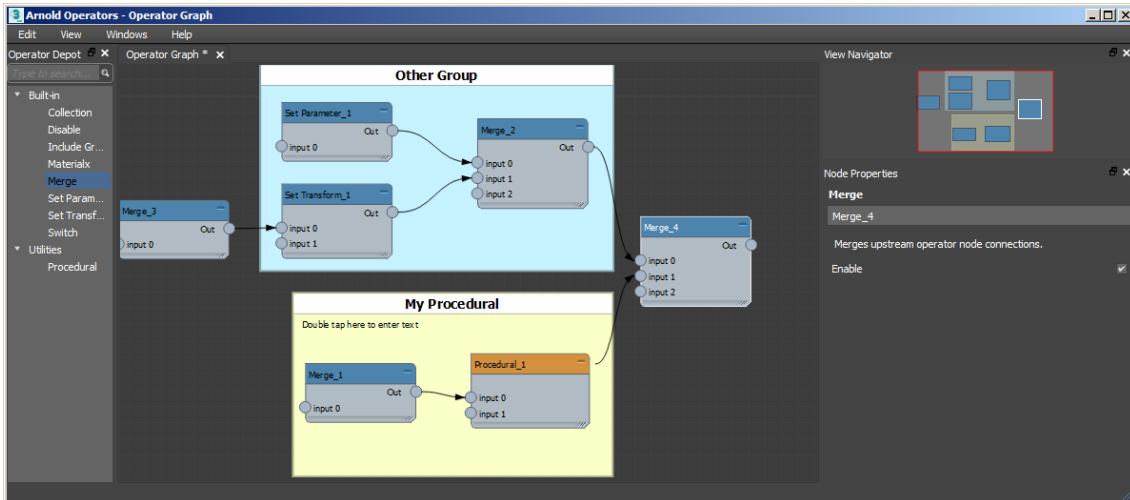 3 Arnold Operators - Operator Graph
Edit View Windows Help
Operator Depot
Type to search...
Built-in
Collection
Disable
Include Gr...
Materialx
Merge
Set Param...
Set Transf...
Switch
Utilities
Procedural
Operator Graph *
Other Group
Set Parameter_1
Out
input 0
Merge_2
Out
input 0
input 1
input 2
Set Transform_1
Out
input 0
input 1
Merge_3
Out
input 0
Merge_4
Out
input 0
input 1
input 2
My Procedural
Double tap here to enter text
Merge_1
Out
input 0
Procedural_1
input 0
input 1
View Navigator
Node Properties
Merge
Merge_4
Merges upstream operator node connections.
Enable